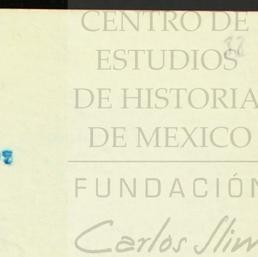 CENTRO DE
ESTUDIOS
DE HISTORIA
DE MEXICO
FUNDACIÓN
Carlos Slim